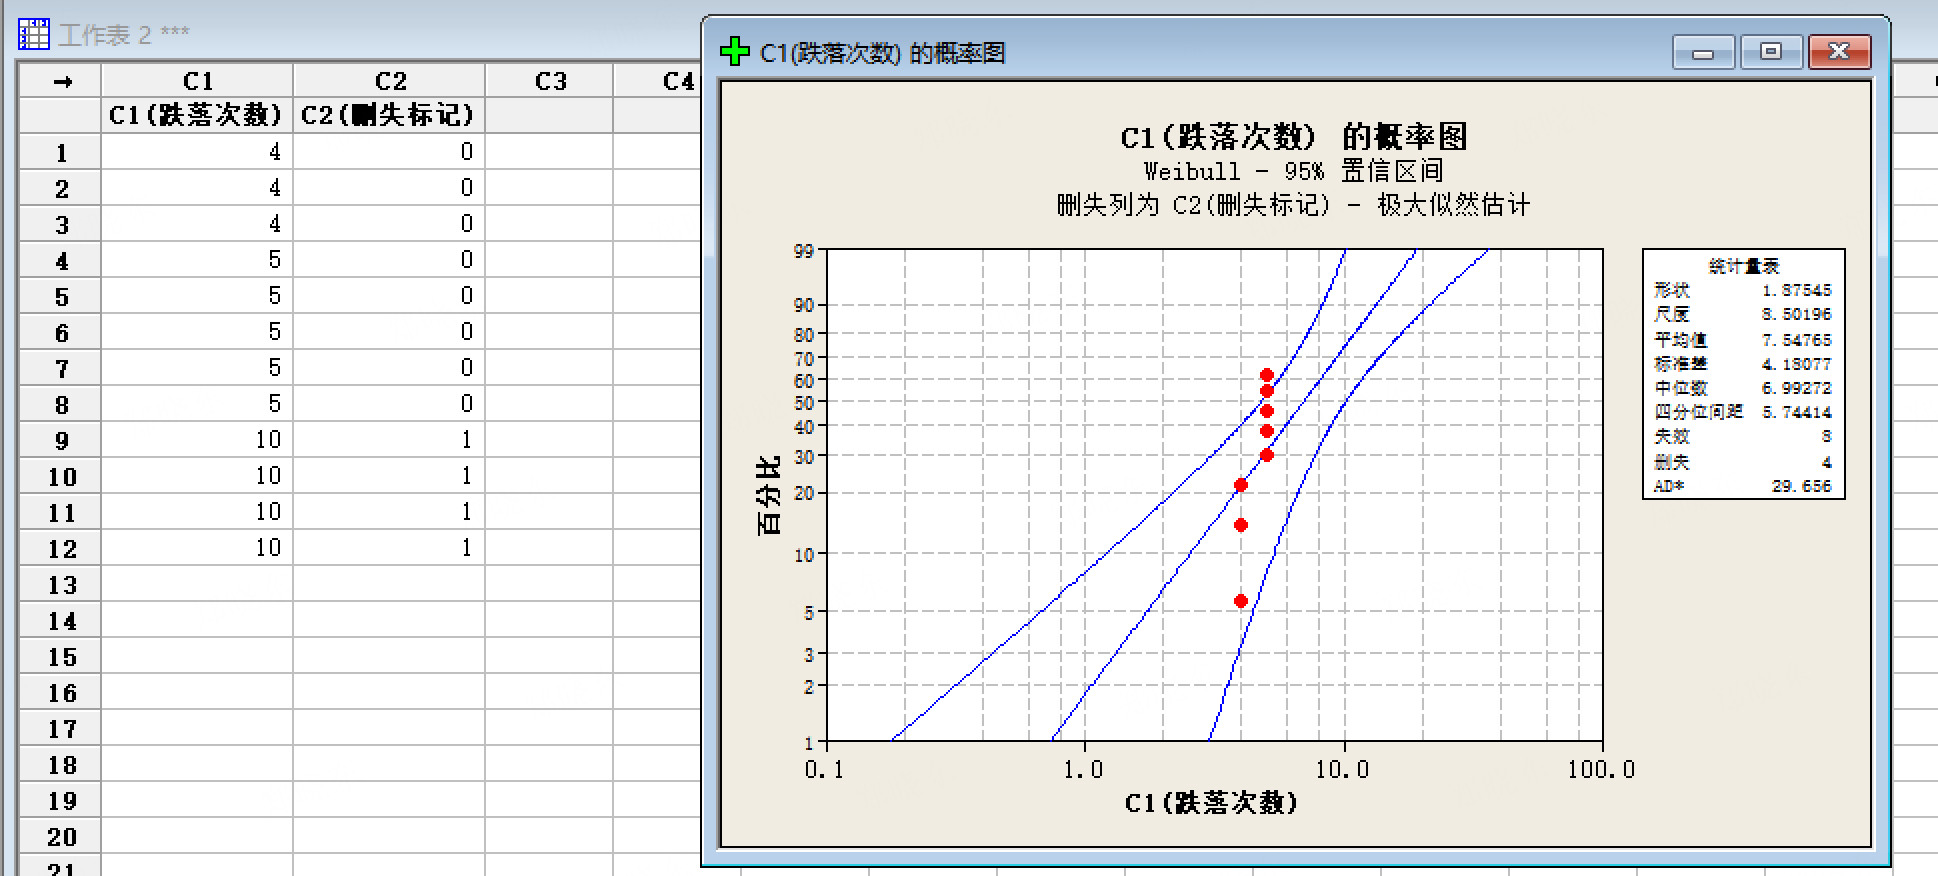 工作表 2 ***
→ C1 C2 C3 C4
C1(跌落次数) C2(删失标记)
1 4 0
2 4 0
3 4 0
4 5 0
5 5 0
6 5 0
7 5 0
8 5 0
9 10 1
10 10 1
11 10 1
12 10 1
13
14
15
16
17
18
19
20
21
C1(跌落次数) 的概率图
C1(跌落次数) 的概率图
Weibull - 95% 置信区间
删失列为 C2(删失标记) - 极大似然估计
99
90
80
70
60
50
40
30
20
10
5
3
2
1
百分比
0.1 1.0 10.0 100.0
C1(跌落次数)
统计量表
形状 1.87545
尺度 8.50196
平均值 7.54765
标准差 4.18077
中位数 6.99272
四分位间距 5.74414
失效 8
删失 4
AD* 29.656